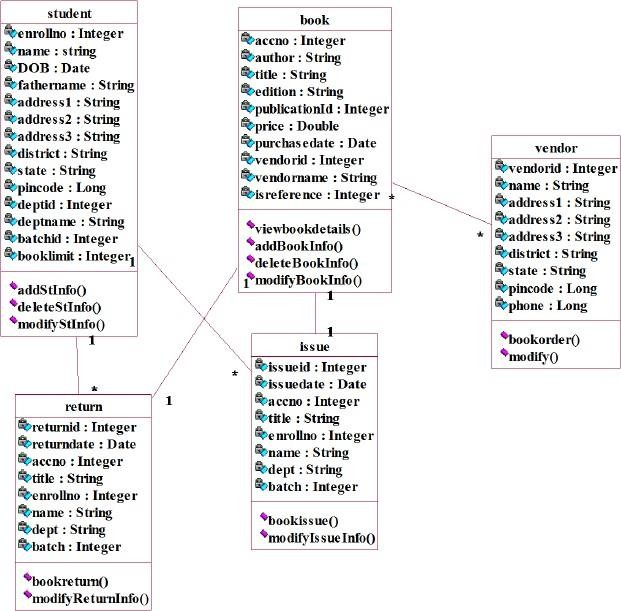 student
enrollno : Integer
name : string
DOB : Date
fathername : String
address1 : String
address2 : String
address3 : String
district : String
state : String
pincode : Long
deptid : Integer
deptname : String
batchid : Integer
booklimit : Integer
addStInfo()
deleteStInfo()
modifyStInfo()
book
accno : Integer
author : String
title : String
edition : String
publicationId : Integer
price : Double
purchasedate : Date
vendorid : Integer
vendorname : String
isreference : Integer
viewbookdetails()
addBookInfo()
deleteBookInfo()
modifyBookInfo()
vendor
vendorid : Integer
name : String
address1 : String
address2 : String
address3 : String
district : String
state : String
pincode : Long
phone : Long
bookorder()
modify()
*
*
1
1
1
1
1
*
*
1
return
returnid : Integer
returndate : Date
accno : Integer
title : String
enrollno : Integer
name : String
dept : String
batch : Integer
bookreturn()
modifyReturnInfo()
issue
issueid : Integer
issuedate : Date
accno : Integer
title : String
enrollno : Integer
name : String
dept : String
batch : Integer
bookissue()
modifyIssueInfo()